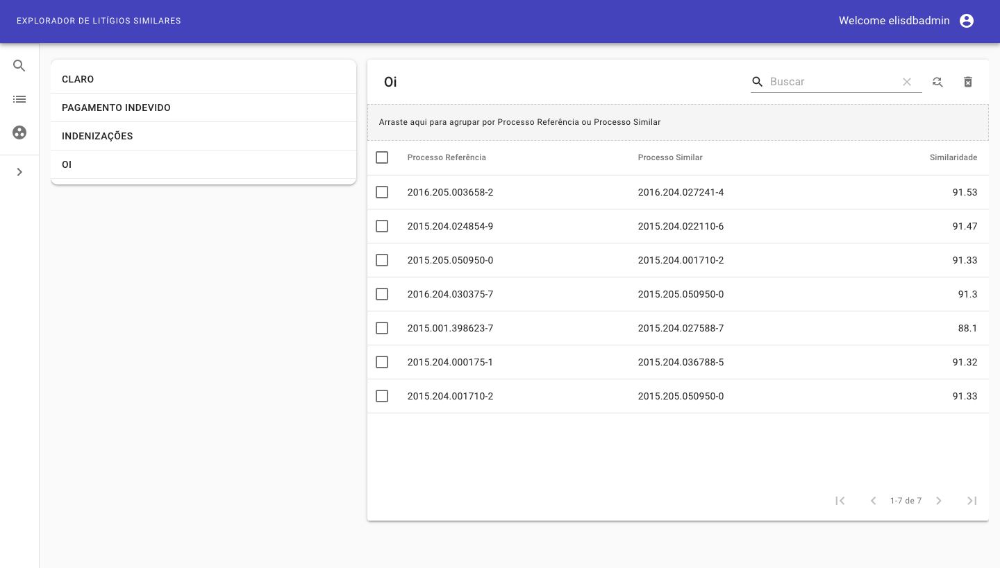 EXPLORADOR DE LITÍGIOS SIMILARES
Welcome elisdbadmin
CLARO
PAGAMENTO INDEVIDO
INDENIZAÇÕES
OI
Oi
Buscar
Arraste aqui para agrupar por Processo Referência ou Processo Similar
Processo Referência Processo Similar Similaridade
2016.205.003658-2 2016.204.027241-4 91.53
2015.204.024854-9 2015.204.022110-6 91.47
2015.205.050950-0 2015.204.001710-2 91.33
2016.204.030375-7 2015.205.050950-0 91.3
2015.001.398623-7 2015.204.027588-7 88.1
2015.204.000175-1 2015.204.036788-5 91.32
2015.204.001710-2 2015.205.050950-0 91.33
1-7 de 7